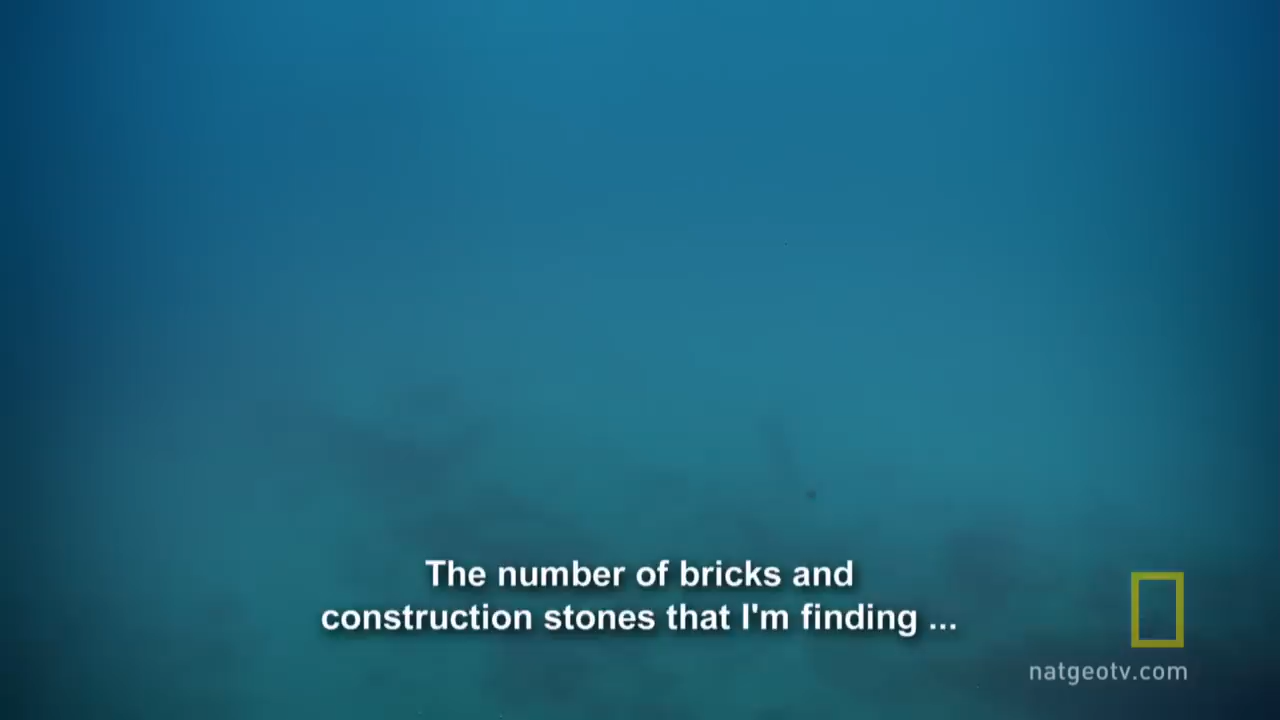 The number of bricks and
construction stones that I'm finding ...
natgeotv.com